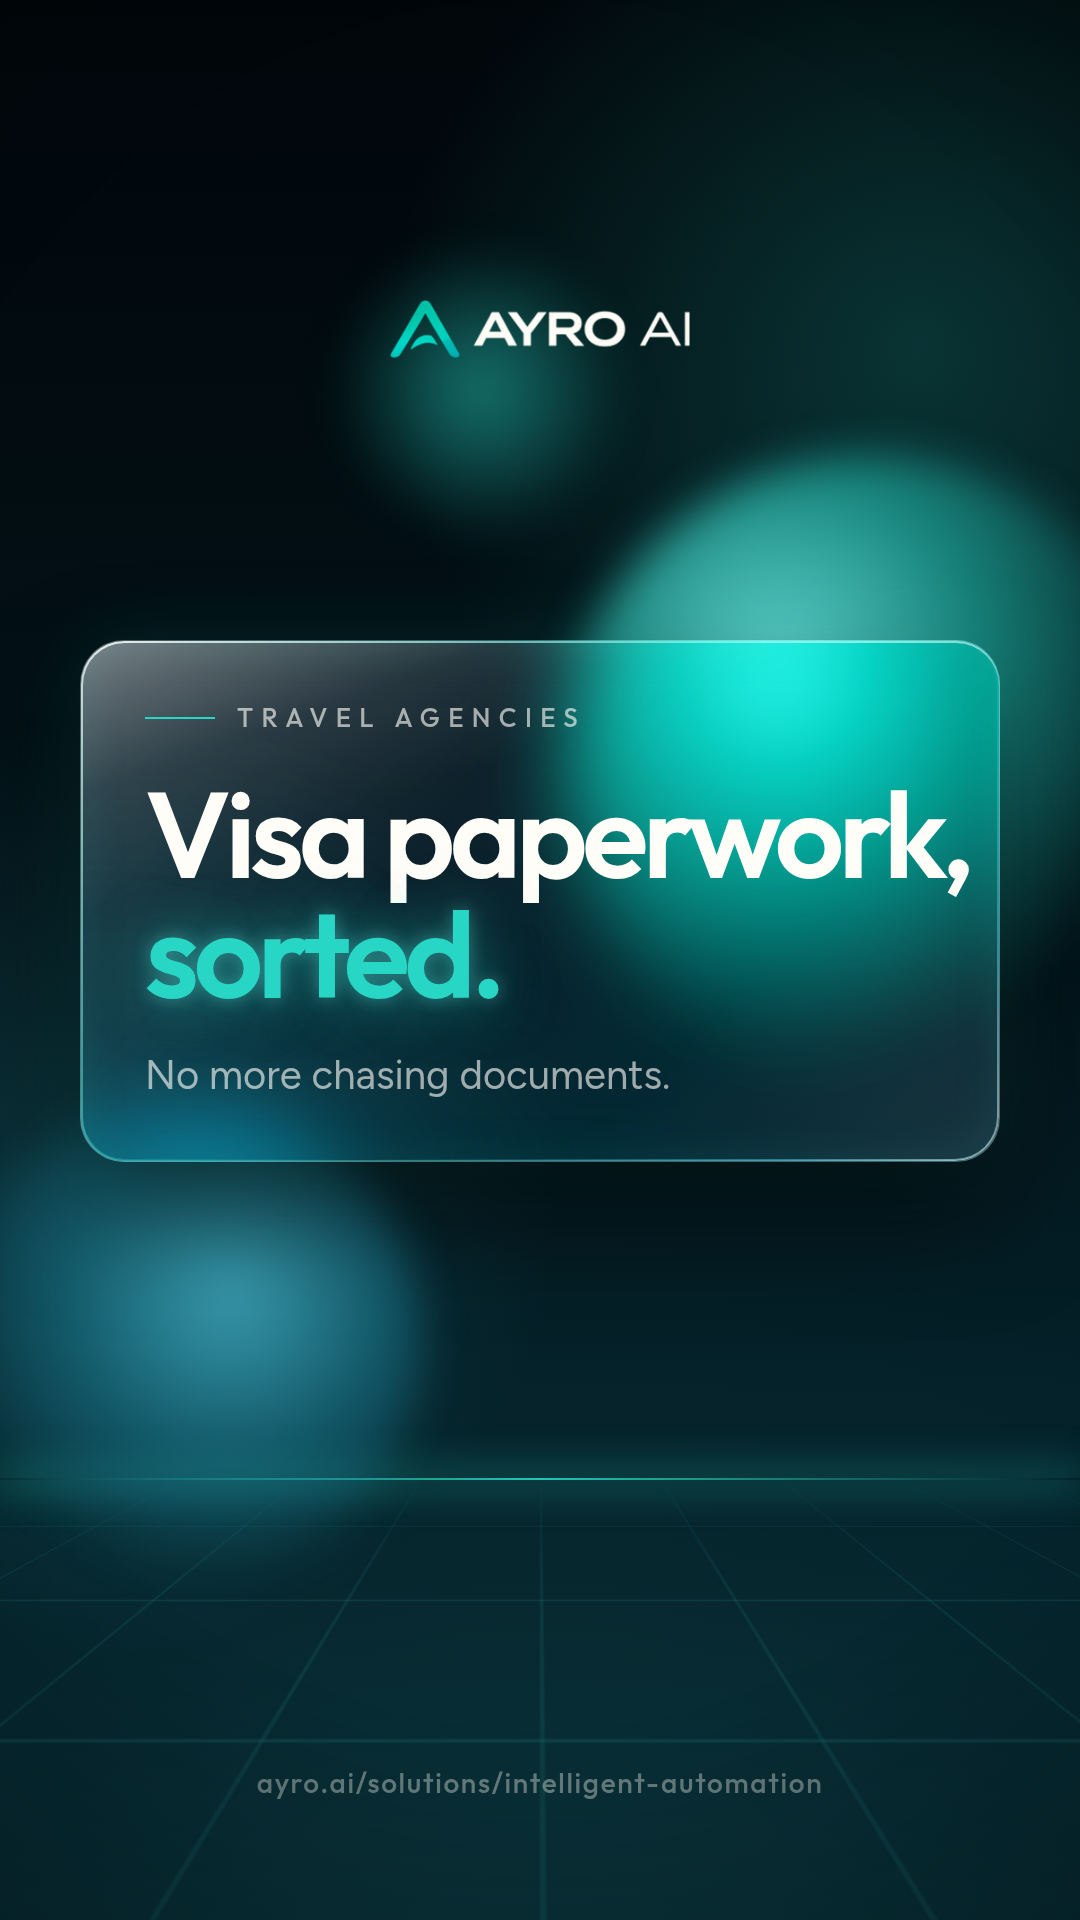 AYRO AI
TRAVEL AGENCIES
Visa paperwork,
sorted.
No more chasing documents.
ayro.ai/solutions/intelligent-automation